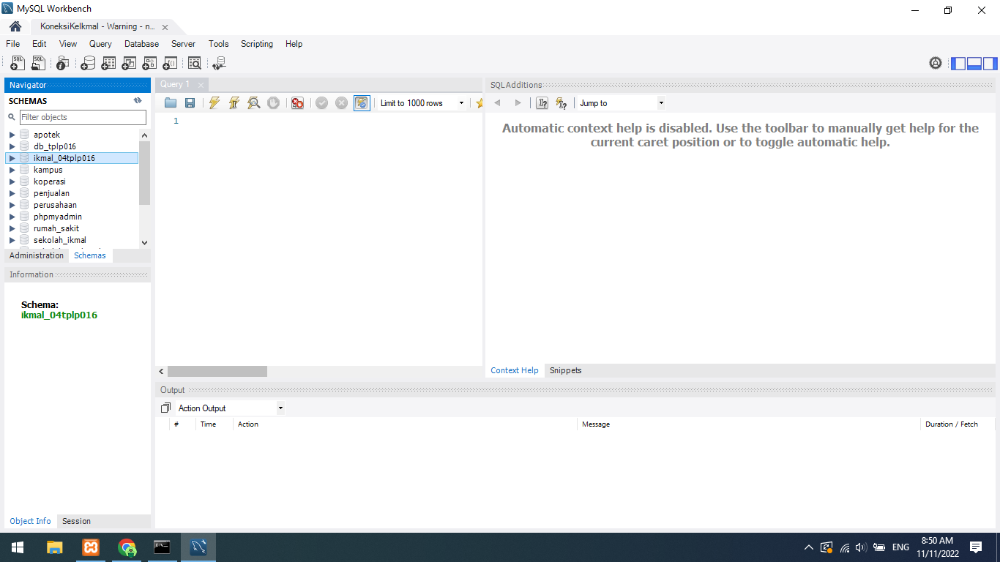 MySQL Workbench
KoneksiKeIkmal - Warning - n...
File Edit View Query Database Server Tools Scripting Help
Navigator
SCHEMAS
Filter objects
apotek
db_tplp016
ikmal_04tplp016
kampus
koperasi
penjualan
perusahaan
phpmyadmin
rumah_sakit
sekolah_ikmal
Administration Schemas
Information
Schema:
ikmal_04tplp016
Object Info Session
Query 1
Limit to 1000 rows
1
SQLAdditions
Jump to
Automatic context help is disabled. Use the toolbar to manually get help for the
current caret position or to toggle automatic help.
Context Help Snippets
Output
Action Output
# Time Action Message Duration / Fetch
ENG
8:50 AM
11/11/2022